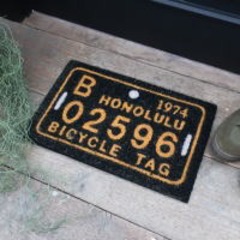 B 1974
HONOLULU
02596
BICYCLE TAG